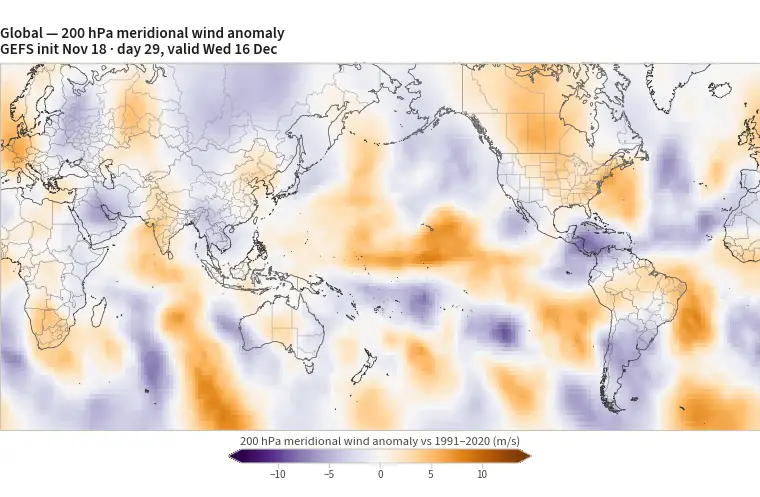 Global — 200 hPa meridional wind anomaly
GEFS init Nov 18 · day 29, valid Wed 16 Dec
200 hPa meridional wind anomaly vs 1991–2020 (m/s)
−10 −5 0 5 10